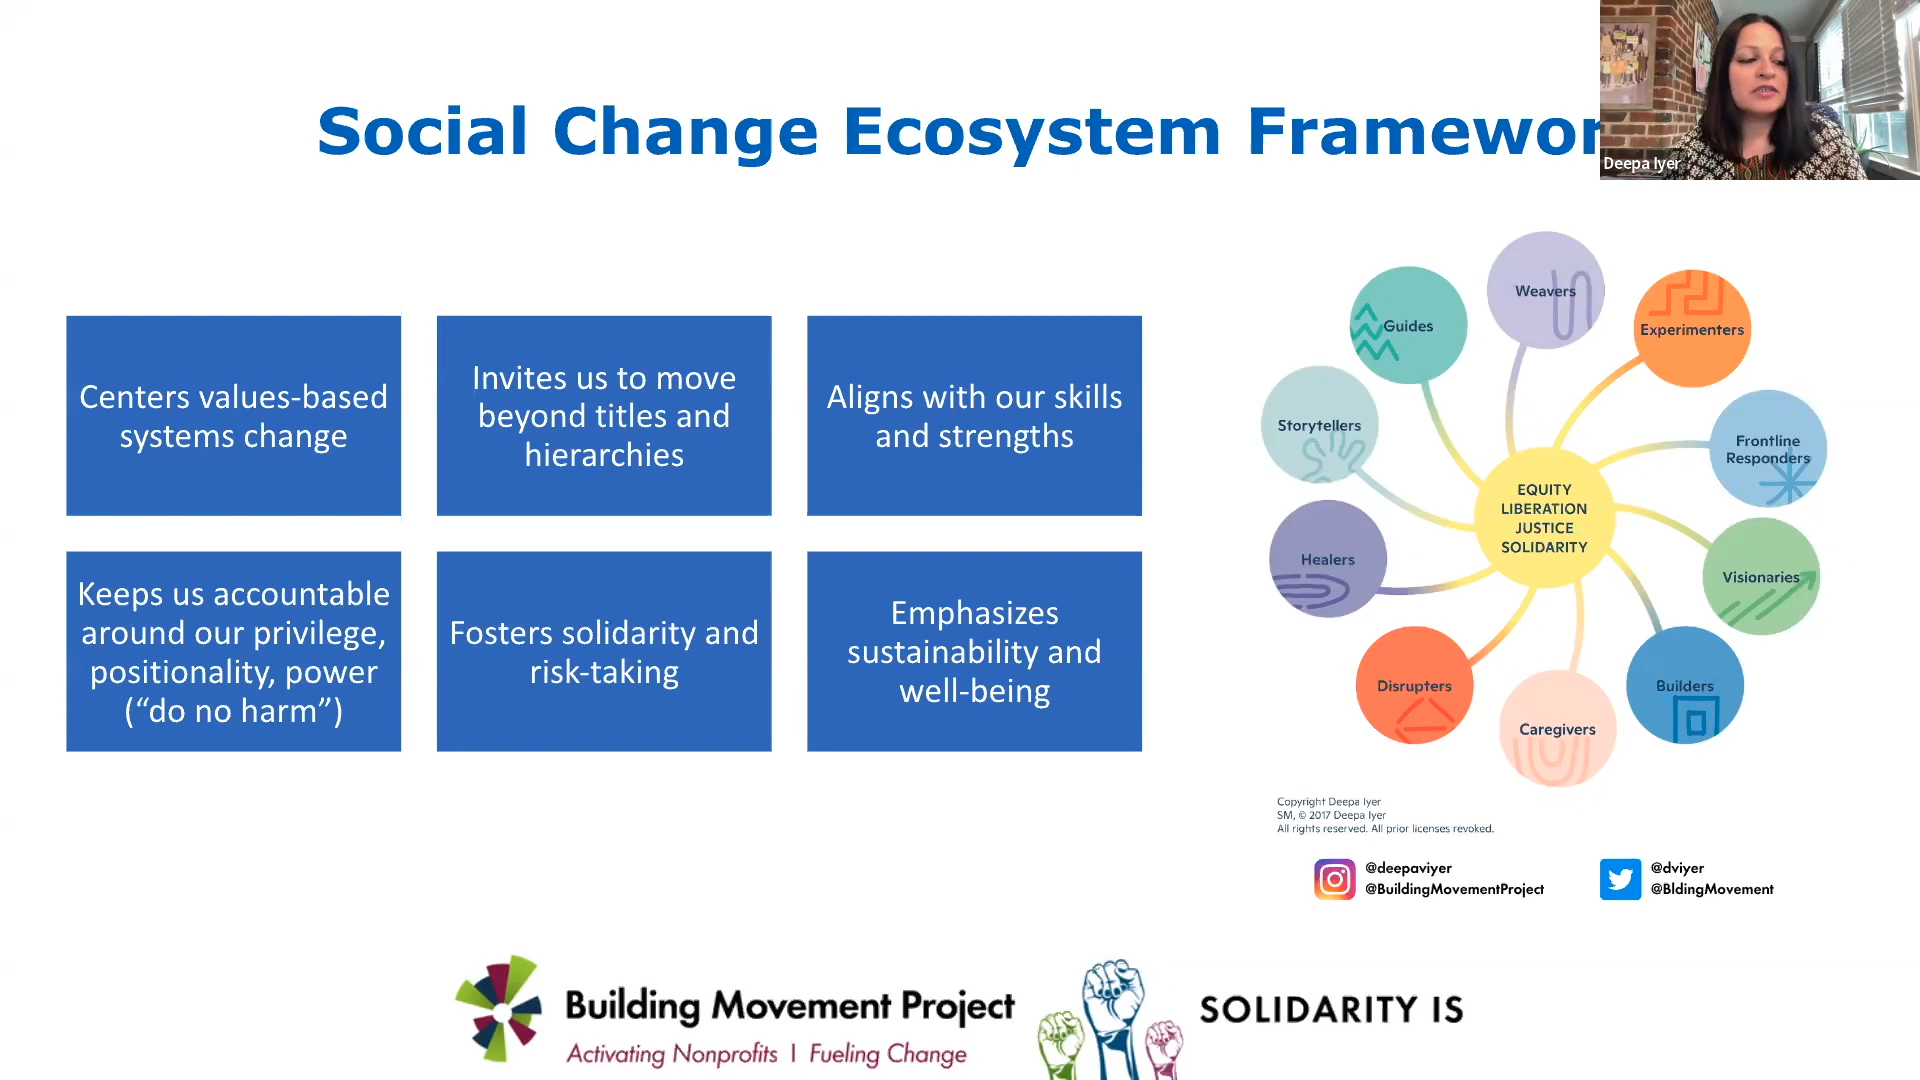 Social Change Ecosystem Framewor
Deepa Iyer
Centers values-based
systems change
Invites us to move
beyond titles and
hierarchies
Aligns with our skills
and strengths
Keeps us accountable
around our privilege,
positionality, power
(“do no harm”)
Fosters solidarity and
risk-taking
Emphasizes
sustainability and
well-being
Weavers
Guides
Experimenters
Storytellers
Frontline
Responders
EQUITY
LIBERATION
JUSTICE
SOLIDARITY
Healers
Visionaries
Disrupters
Builders
Caregivers
Copyright Deepa Iyer
SM, © 2017 Deepa Iyer
All rights reserved. All prior licenses revoked.
@deepaviyer
@BuildingMovementProject
@dviyer
@BldingMovement
Building Movement Project
Activating Nonprofits | Fueling Change
SOLIDARITY IS